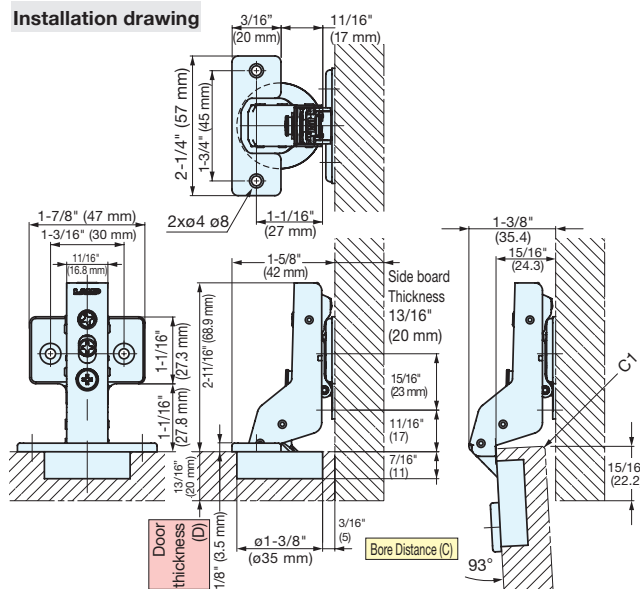 Installation drawing
3/16"
(20 mm)
11/16"
(17 mm)
2-1/4" (57 mm)
1-3/4" (45 mm)
2xø4 ø8
1-1/16"
(27 mm)
1-7/8" (47 mm)
1-3/16" (30 mm)
11/16"
(16.8 mm)
LAMP
1-1/16"
(27.3 mm)
1-1/16"
(27.8 mm)
1-5/8"
(42 mm)
Side board
Thickness
13/16"
(20 mm)
2-11/16" (68.9 mm)
15/16"
(23 mm)
11/16"
(17)
7/16"
(11)
13/16"
(20 mm)
Door
thickness
(D)
1/8" (3.5 mm)
ø1-3/8"
(ø35 mm)
3/16"
(5)
Bore Distance (C)
1-3/8"
(35.4)
15/16"
(24.3)
C1
15/16"
(22.2)
93°